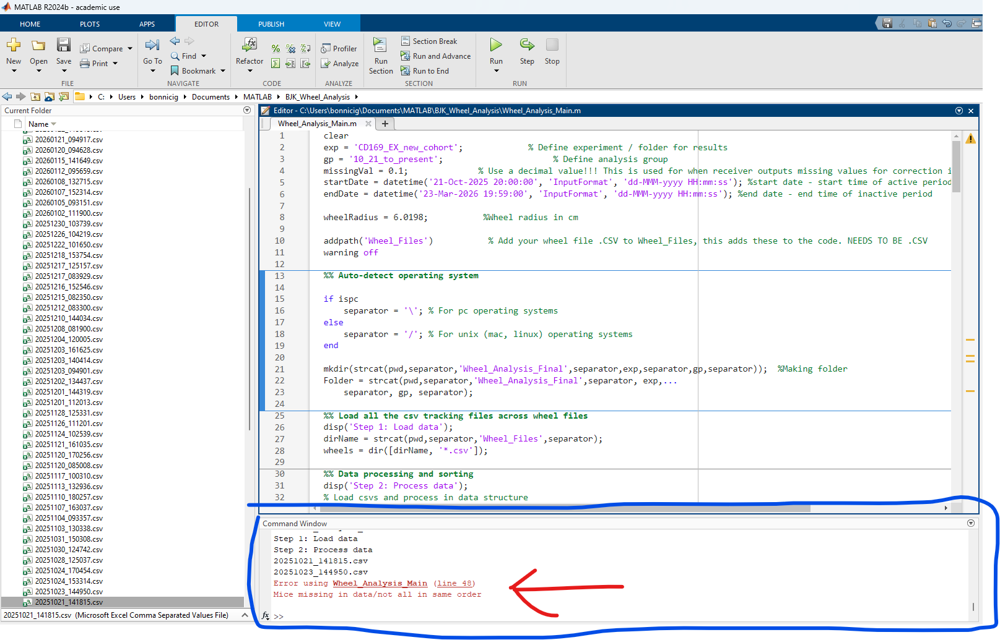 MATLAB R2024b - academic use
HOME PLOTS APPS EDITOR PUBLISH VIEW
New Open Save Compare Print
FILE
Go To Find Bookmark
NAVIGATE
Refactor
CODE
Profiler
Analyze
ANALYZE
Run Section
Section Break
Run and Advance
Run to End
SECTION
Run Step Stop
RUN
C: Users bonnicig Documents MATLAB BJK_Wheel_Analysis
Current Folder
Name
20260121_094917.csv
20260120_094628.csv
20260115_141649.csv
20260112_095659.csv
20260108_132715.csv
20260107_152314.csv
20260105_093151.csv
20260102_111900.csv
20251230_103739.csv
20251226_104219.csv
20251222_101650.csv
20251218_153754.csv
20251217_125157.csv
20251217_083929.csv
20251216_152546.csv
20251215_082350.csv
20251212_083300.csv
20251210_144034.csv
20251208_081900.csv
20251204_120005.csv
20251203_161625.csv
20251203_140414.csv
20251203_094901.csv
20251202_134437.csv
20251201_144319.csv
20251201_112013.csv
20251128_125331.csv
20251126_111201.csv
20251124_102539.csv
20251121_161035.csv
20251120_170256.csv
20251120_085008.csv
20251117_100310.csv
20251113_132936.csv
20251110_180257.csv
20251107_163037.csv
20251104_093357.csv
20251103_130338.csv
20251031_150308.csv
20251030_124742.csv
20251028_125037.csv
20251024_170454.csv
20251024_153314.csv
20251023_144950.csv
20251021_141815.csv
20251021_141815.csv (Microsoft Excel Comma Separated Values File)
Editor - C:\Users\bonnicig\Documents\MATLAB\BJK_Wheel_Analysis\Wheel_Analysis_Main.m
Wheel_Analysis_Main.m
1 clear
2 exp = 'CD169_EX_new_cohort'; % Define experiment / folder for results
3 gp = '10_21_to_present'; % Define analysis group
4 missingVal = 0.1; % Use a decimal value!!! This is used for when receiver outputs missing values for correction i
5 startDate = datetime('21-Oct-2025 20:00:00', 'InputFormat', 'dd-MMM-yyyy HH:mm:ss'); %start date - start time of active period
6 endDate = datetime('23-Mar-2026 19:59:00', 'InputFormat', 'dd-MMM-yyyy HH:mm:ss'); %end date - end time of inactive period
7
8 wheelRadius = 6.0198; %Wheel radius in cm
9
10 addpath('Wheel_Files') % Add your wheel file .CSV to Wheel_Files, this adds these to the code. NEEDS TO BE .CSV
11 warning off
12
13 %% Auto-detect operating system
14
15 if ispc
16 separator = '\'; % For pc operating systems
17 else
18 separator = '/'; % For unix (mac, linux) operating systems
19 end
20
21 mkdir(strcat(pwd,separator,'Wheel_Analysis_Final',separator,exp,separator,gp,separator)); %Making folder
22 Folder = strcat(pwd,separator,'Wheel_Analysis_Final',separator, exp,...
23 separator, gp, separator);
24
25 %% Load all the csv tracking files across wheel files
26 disp('Step 1: Load data');
27 dirName = strcat(pwd,separator,'Wheel_Files',separator);
28 wheels = dir([dirName, '*.csv']);
29
30 %% Data processing and sorting
31 disp('Step 2: Process data');
32 % Load csvs and process in data structure
Command Window
Step 1: Load data
Step 2: Process data
20251021_141815.csv
20251023_144950.csv
Error using Wheel_Analysis_Main (line 48)
Mice missing in data/not all in same order
fx >>